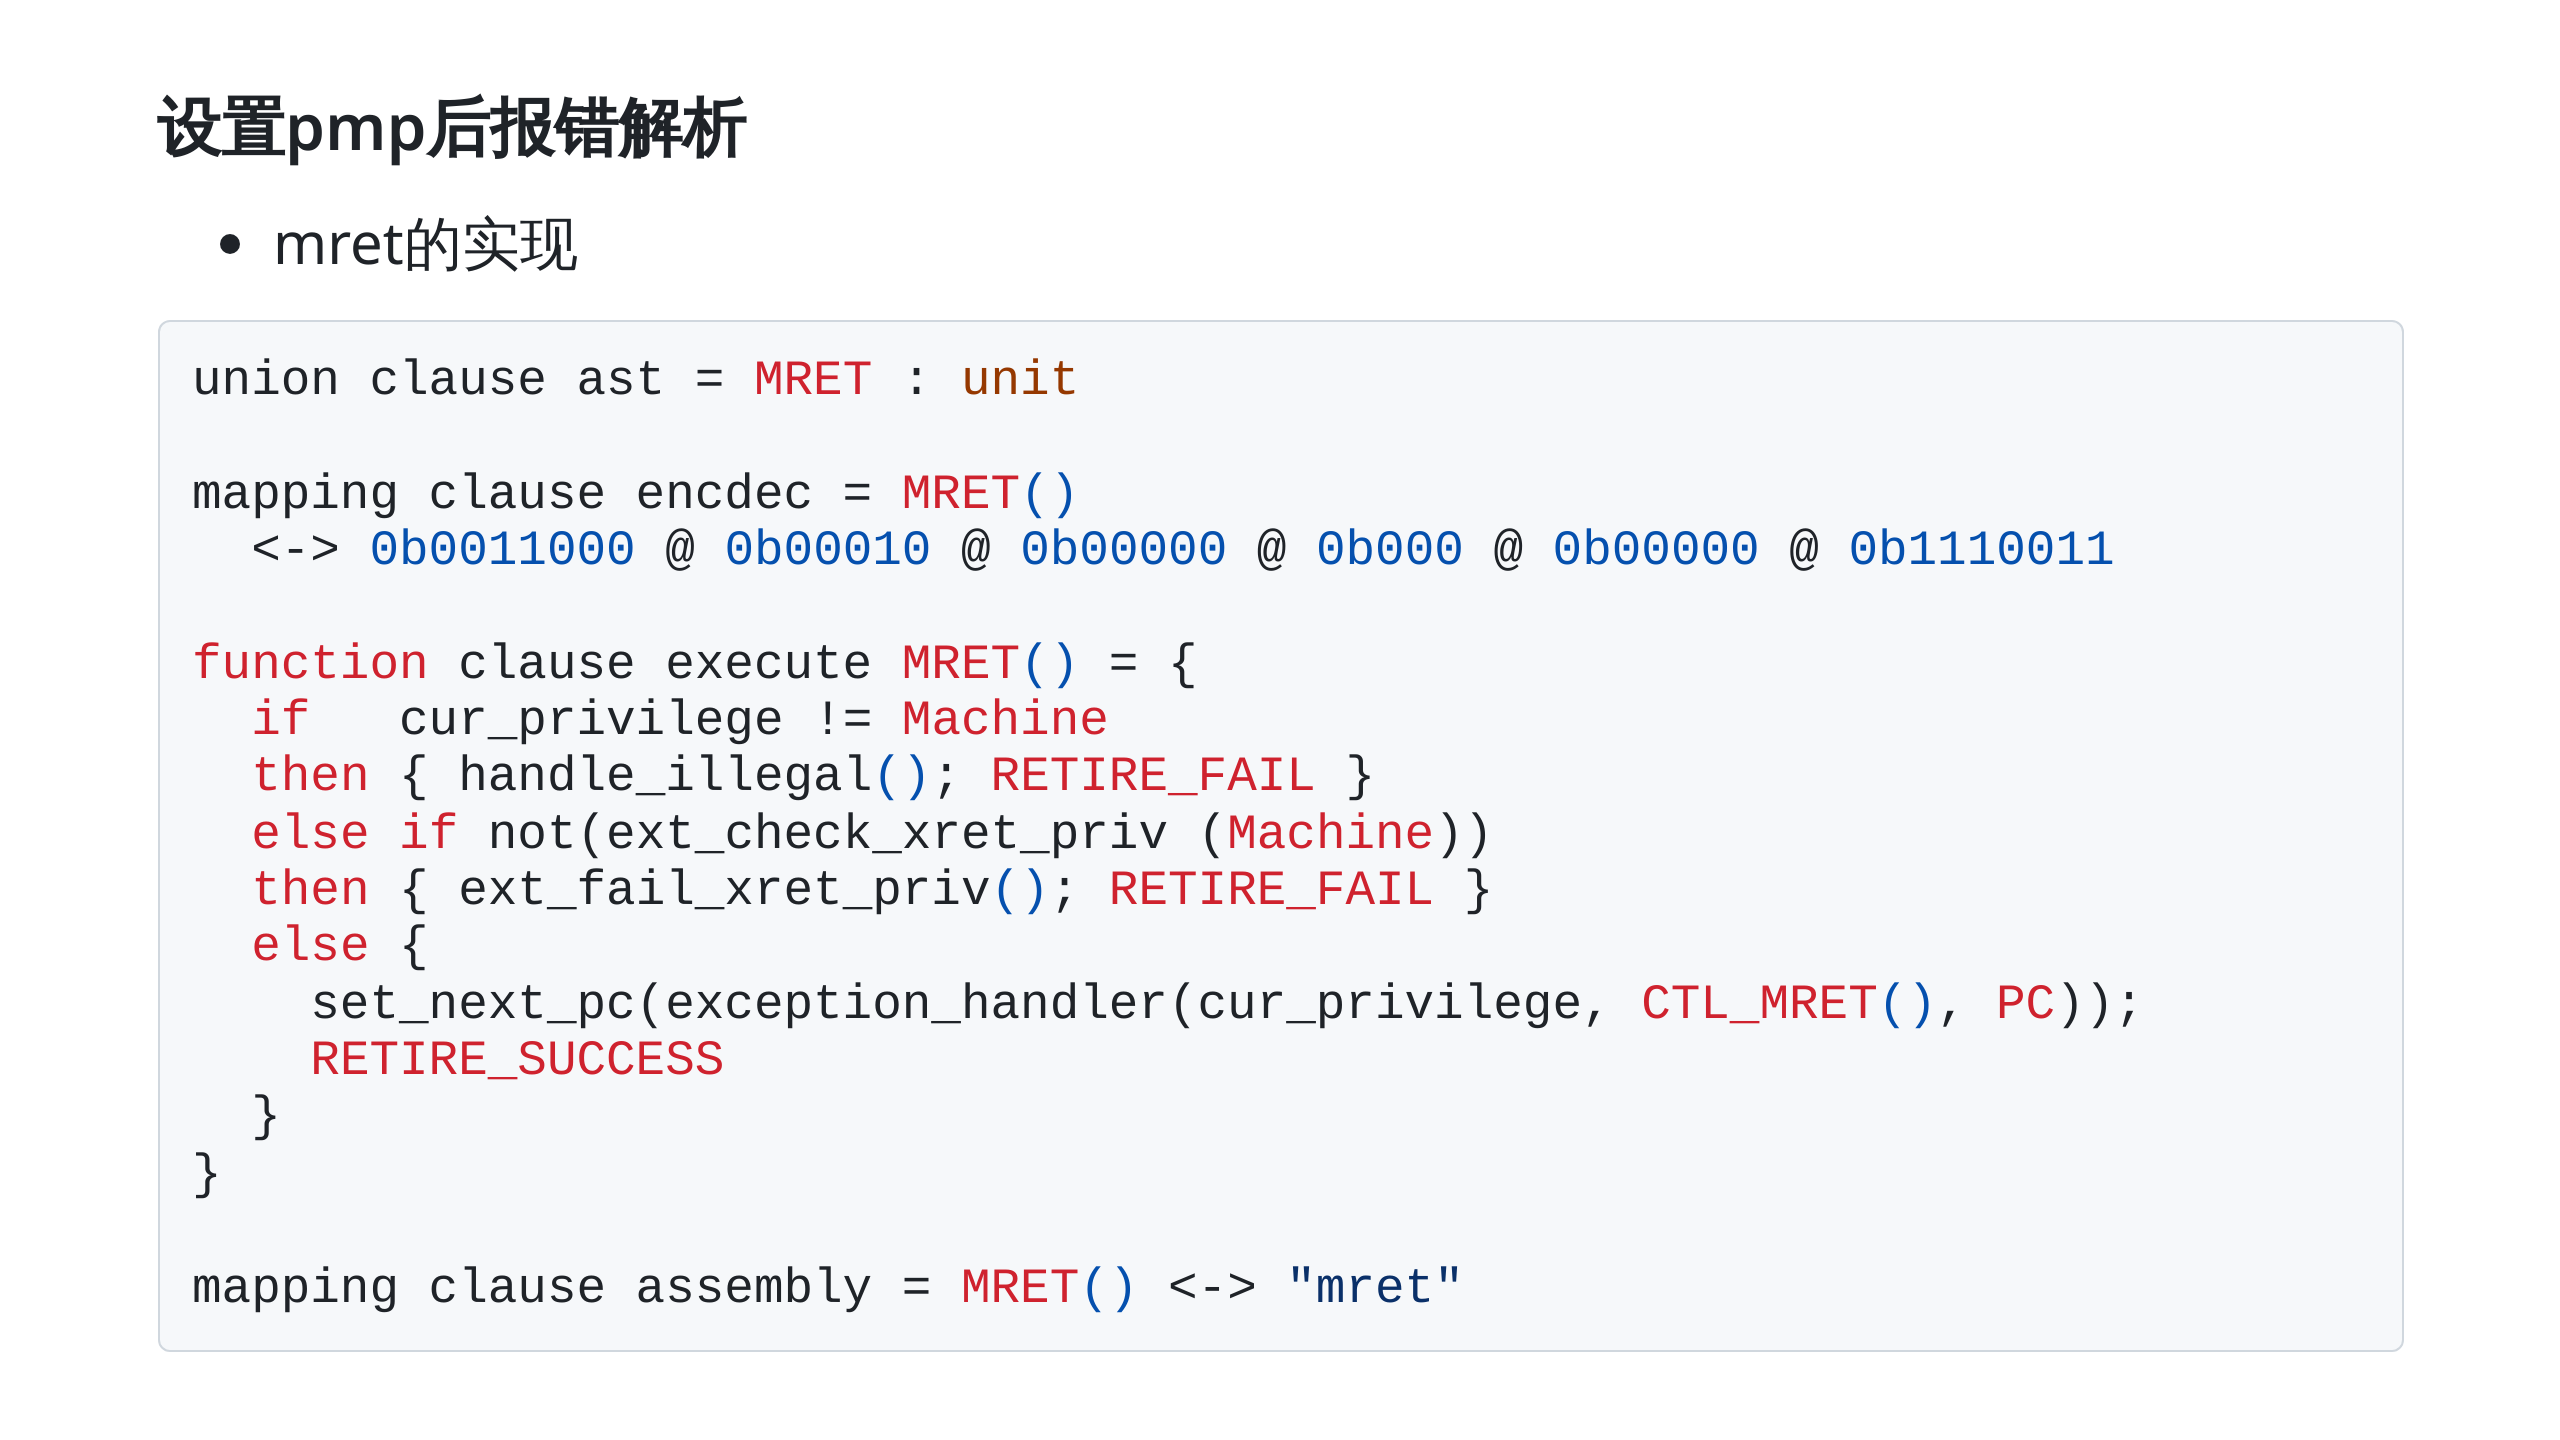 设置pmp后报错解析
• mret的实现
union clause ast = MRET : unit
mapping clause encdec = MRET()
  <-> 0b0011000 @ 0b00010 @ 0b00000 @ 0b000 @ 0b00000 @ 0b1110011
function clause execute MRET() = {
  if   cur_privilege != Machine
  then { handle_illegal(); RETIRE_FAIL }
  else if not(ext_check_xret_priv (Machine))
  then { ext_fail_xret_priv(); RETIRE_FAIL }
  else {
    set_next_pc(exception_handler(cur_privilege, CTL_MRET(), PC));
    RETIRE_SUCCESS
  }
}
mapping clause assembly = MRET() <-> "mret"